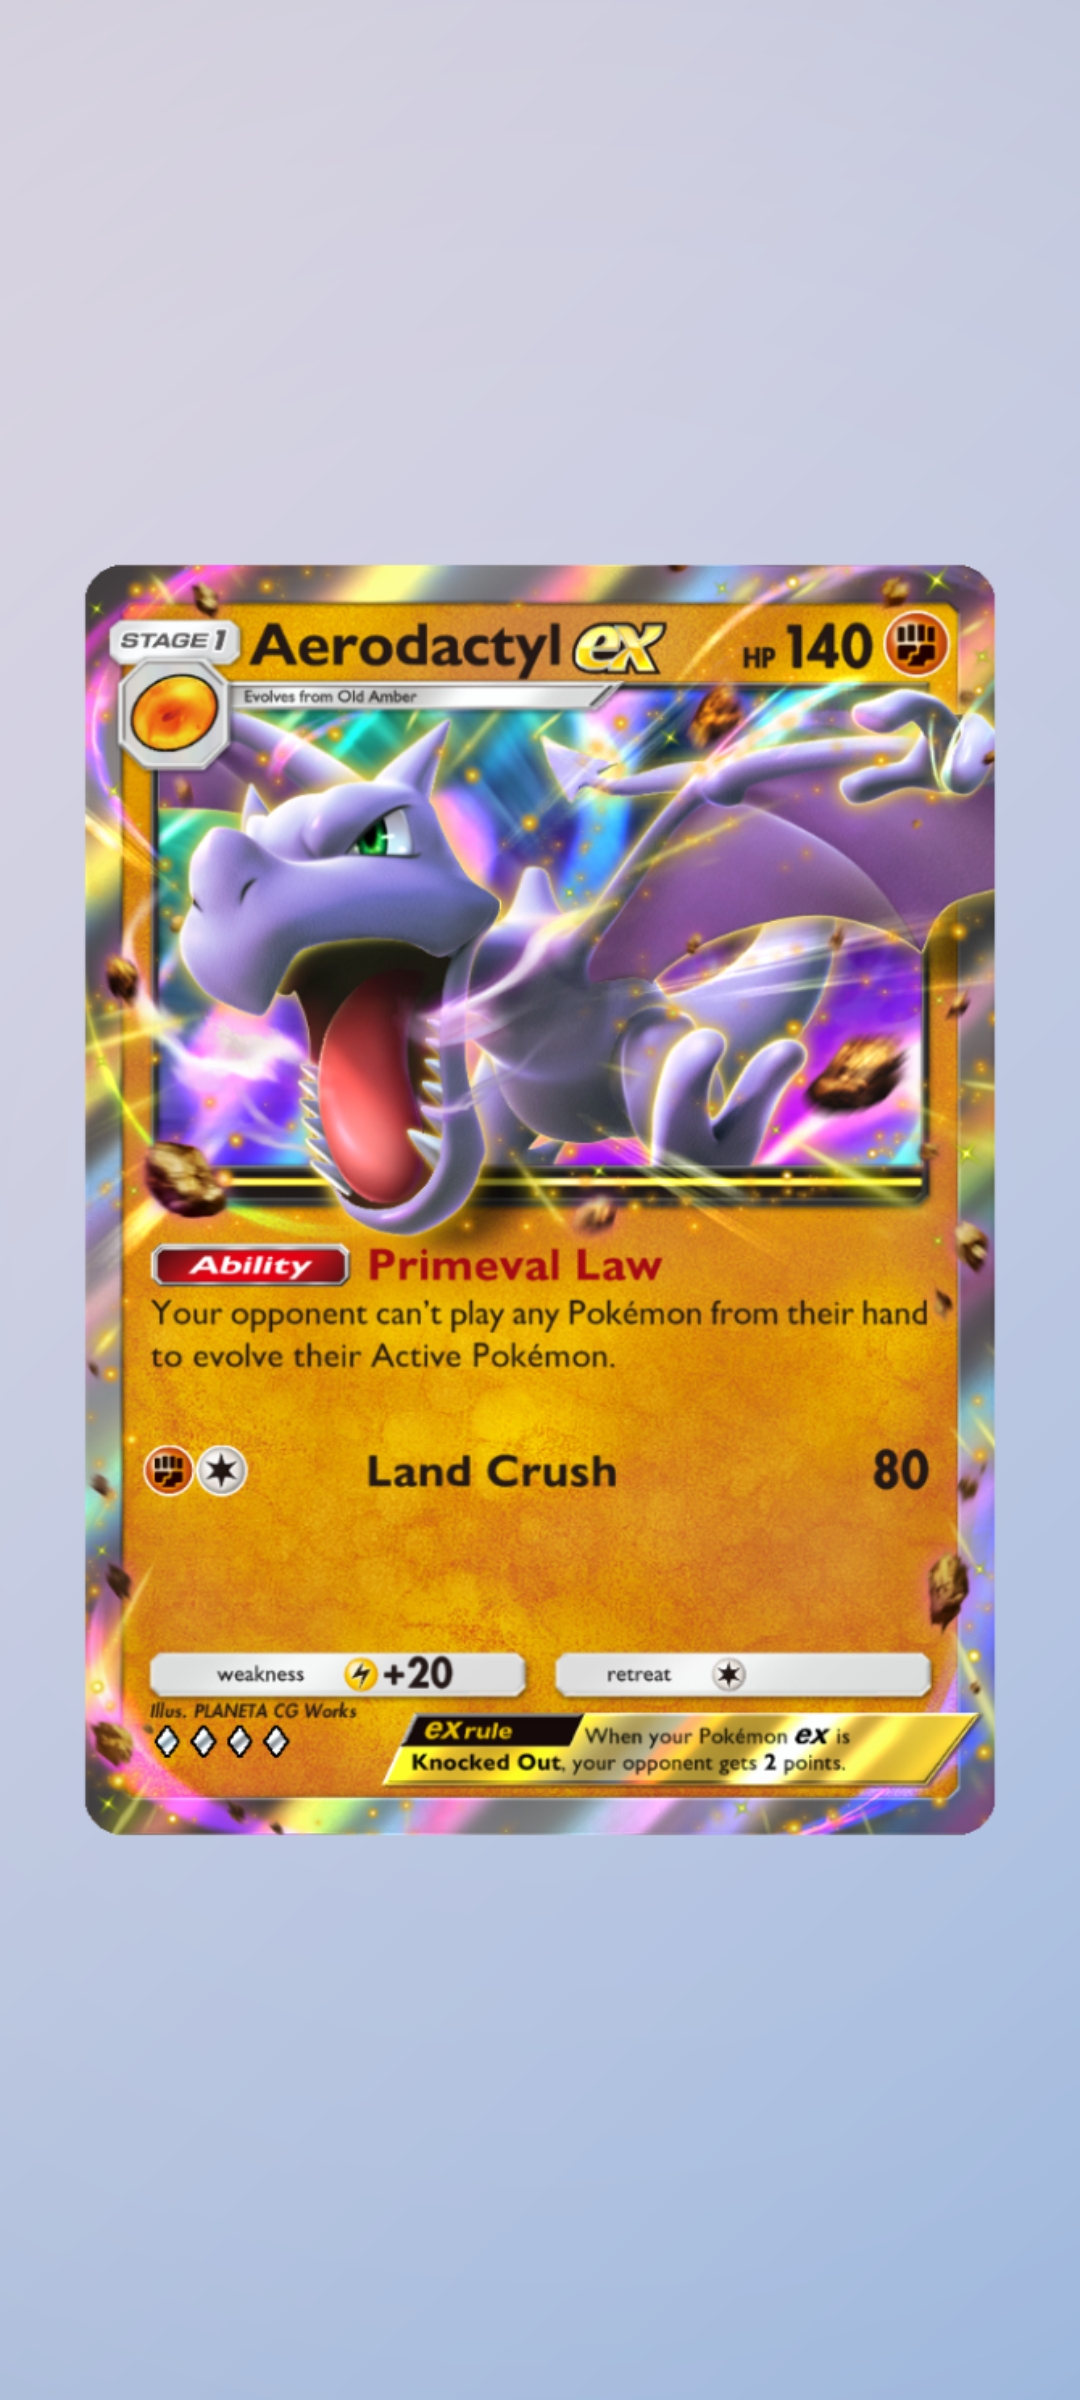 STAGE 1
Aerodactyl ex
HP 140
Evolves from Old Amber
Ability Primeval Law
Your opponent can't play any Pokémon from their hand
to evolve their Active Pokémon.
Land Crush 80
weakness +20
retreat
Illus. PLANETA CG Works
ex rule When your Pokémon ex is
Knocked Out, your opponent gets 2 points.